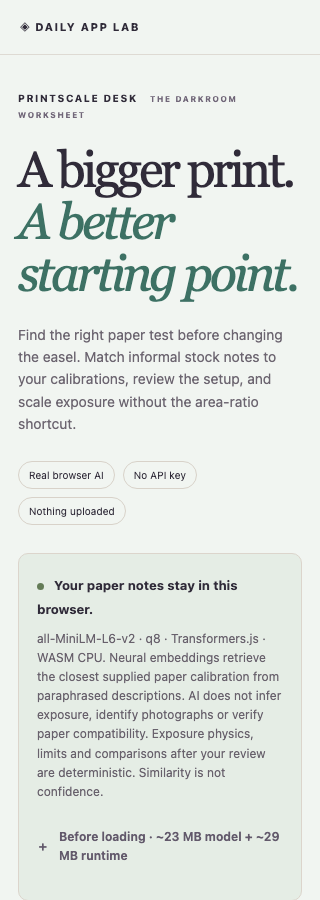 ◈ DAILY APP LAB
PRINTSCALE DESK THE DARKROOM
WORKSHEET
A bigger print.
A better
starting point.
Find the right paper test before changing
the easel. Match informal stock notes to
your calibrations, review the setup, and
scale exposure without the area-ratio
shortcut.
Real browser AI No API key
Nothing uploaded
Your paper notes stay in this
browser.
all-MiniLM-L6-v2 · q8 · Transformers.js ·
WASM CPU. Neural embeddings retrieve
the closest supplied paper calibration from
paraphrased descriptions. AI does not infer
exposure, identify photographs or verify
paper compatibility. Exposure physics,
limits and comparisons after your review
are deterministic. Similarity is not
confidence.
+ Before loading · ~23 MB model + ~29
MB runtime